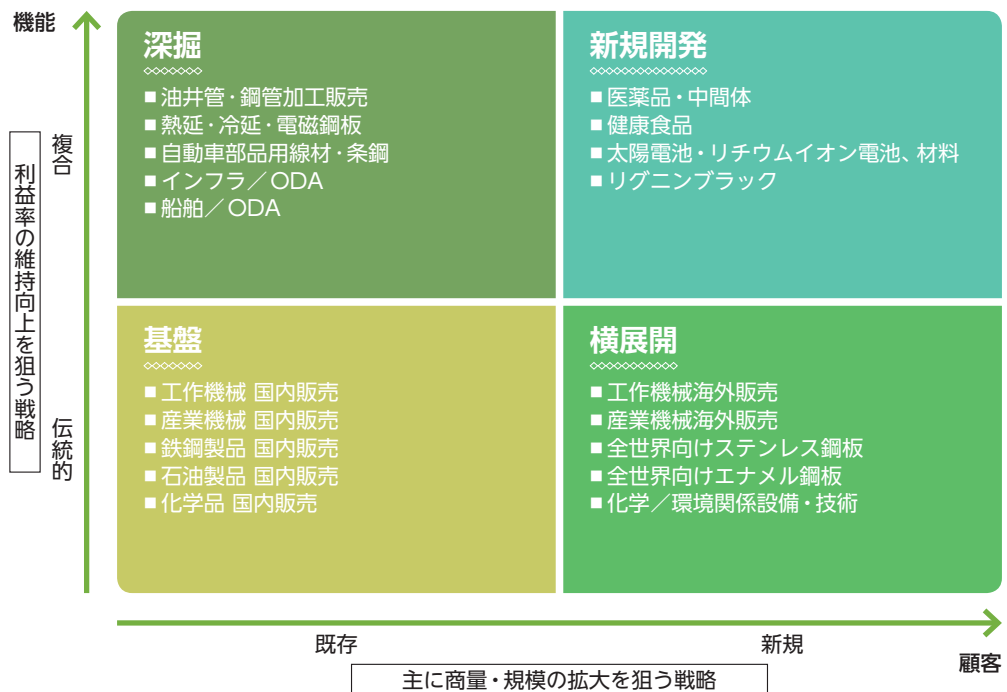 機能
深掘
■油井管・鋼管加工販売
■熱延・冷延・電磁鋼板
■自動車部品用線材・条鋼
■インフラ／ODA
■船舶／ODA
新規開発
■医薬品・中間体
■健康食品
■太陽電池・リチウムイオン電池、材料
■リグニンブラック
複合
利益率の維持向上を狙う戦略
伝統的
基盤
■工作機械 国内販売
■産業機械 国内販売
■鉄鋼製品 国内販売
■石油製品 国内販売
■化学品 国内販売
横展開
■工作機械海外販売
■産業機械海外販売
■全世界向けステンレス鋼板
■全世界向けエナメル鋼板
■化学／環境関係設備・技術
既存
新規
顧客
主に商量・規模の拡大を狙う戦略